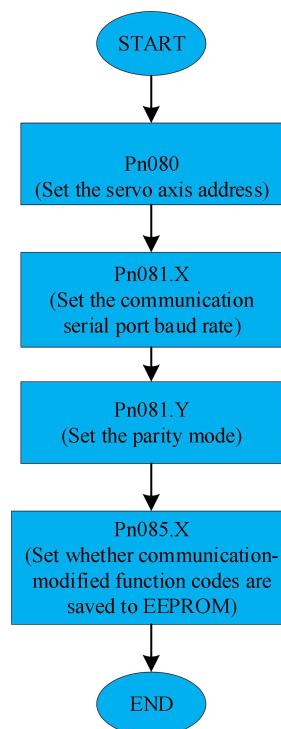 START
Pn080
(Set the servo axis address)
Pn081.X
(Set the communication
serial port baud rate)
Pn081.Y
(Set the parity mode)
Pn085.X
(Set whether communication-
modified function codes are
saved to EEPROM)
END